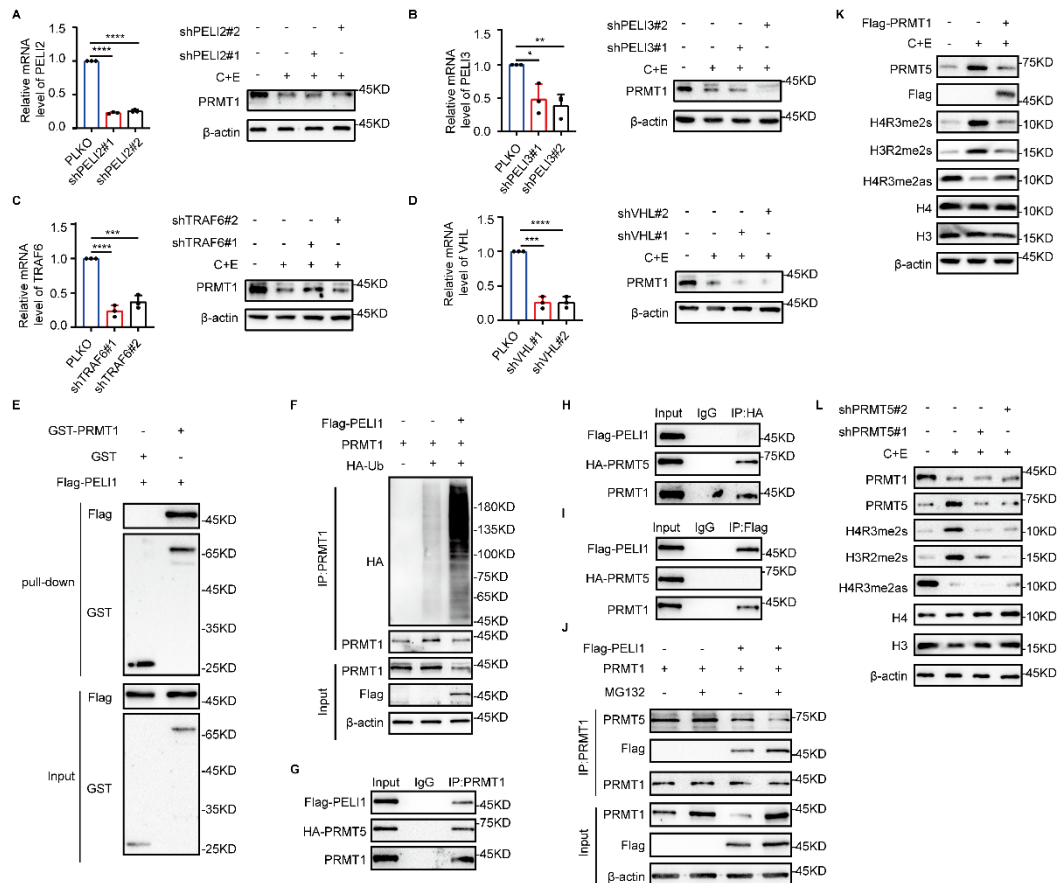 A
Relative mRNA
level of PELI2
1.5
1.0
0.5
0.0
****
****
PLKO
shPELI2#1
shPELI2#2
shPELI2#2 - - - +
shPELI2#1 - - + -
C+E - + + +
PRMT1 -45KD
β-actin -45KD
B
Relative mRNA
level of PELI3
1.5
1.0
0.5
0.0
**
*
PLKO
shPELI3#1
shPELI3#2
shPELI3#2 - - - +
shPELI3#1 - - + -
C+E - + + +
PRMT1 -45KD
β-actin -45KD
C
Relative mRNA
level of TRAF6
1.5
1.0
0.5
0.0
***
****
PLKO
shTRAF6#1
shTRAF6#2
shTRAF6#2 - - - +
shTRAF6#1 - - + -
C+E - + + +
PRMT1 -45KD
β-actin -45KD
D
Relative mRNA
level of VHL
1.5
1.0
0.5
0.0
****
***
PLKO
shVHL#1
shVHL#2
shVHL#2 - - - +
shVHL#1 - - + -
C+E - + + +
PRMT1 -45KD
β-actin -45KD
E
GST-PRMT1 - +
GST + -
Flag-PELI1 + +
pull-down
Flag -45KD
GST
-65KD
-45KD
-35KD
-25KD
Input
Flag -45KD
GST
-65KD
-45KD
-35KD
-25KD
F
Flag-PELI1 - - +
PRMT1 + + +
HA-Ub - + +
IP:PRMT1
HA
-180KD
-135KD
-100KD
-75KD
-65KD
-45KD
PRMT1 -45KD
Input
PRMT1 -45KD
Flag -45KD
β-actin -45KD
G
Input IgG IP:PRMT1
Flag-PELI1 -45KD
HA-PRMT5 -75KD
PRMT1 -45KD
H
Input IgG IP:HA
Flag-PELI1 -45KD
HA-PRMT5 -75KD
PRMT1 -45KD
I
Input IgG IP:Flag
Flag-PELI1 -45KD
HA-PRMT5 -75KD
PRMT1 -45KD
J
Flag-PELI1 - - + +
PRMT1 + + + +
MG132 - + - +
IP:PRMT1
PRMT5 -75KD
Flag -45KD
PRMT1 -45KD
Input
PRMT1 -45KD
Flag -45KD
β-actin -45KD
K
Flag-PRMT1 - - +
C+E - + +
PRMT5 -75KD
Flag -45KD
H4R3me2s -10KD
H3R2me2s -15KD
H4R3me2as -10KD
H4 -10KD
H3 -15KD
β-actin -45KD
L
shPRMT5#2 - - - +
shPRMT5#1 - - + -
C+E - + + +
PRMT1 -45KD
PRMT5 -75KD
H4R3me2s -10KD
H3R2me2s -15KD
H4R3me2as -10KD
H4 -10KD
H3 -15KD
β-actin -45KD